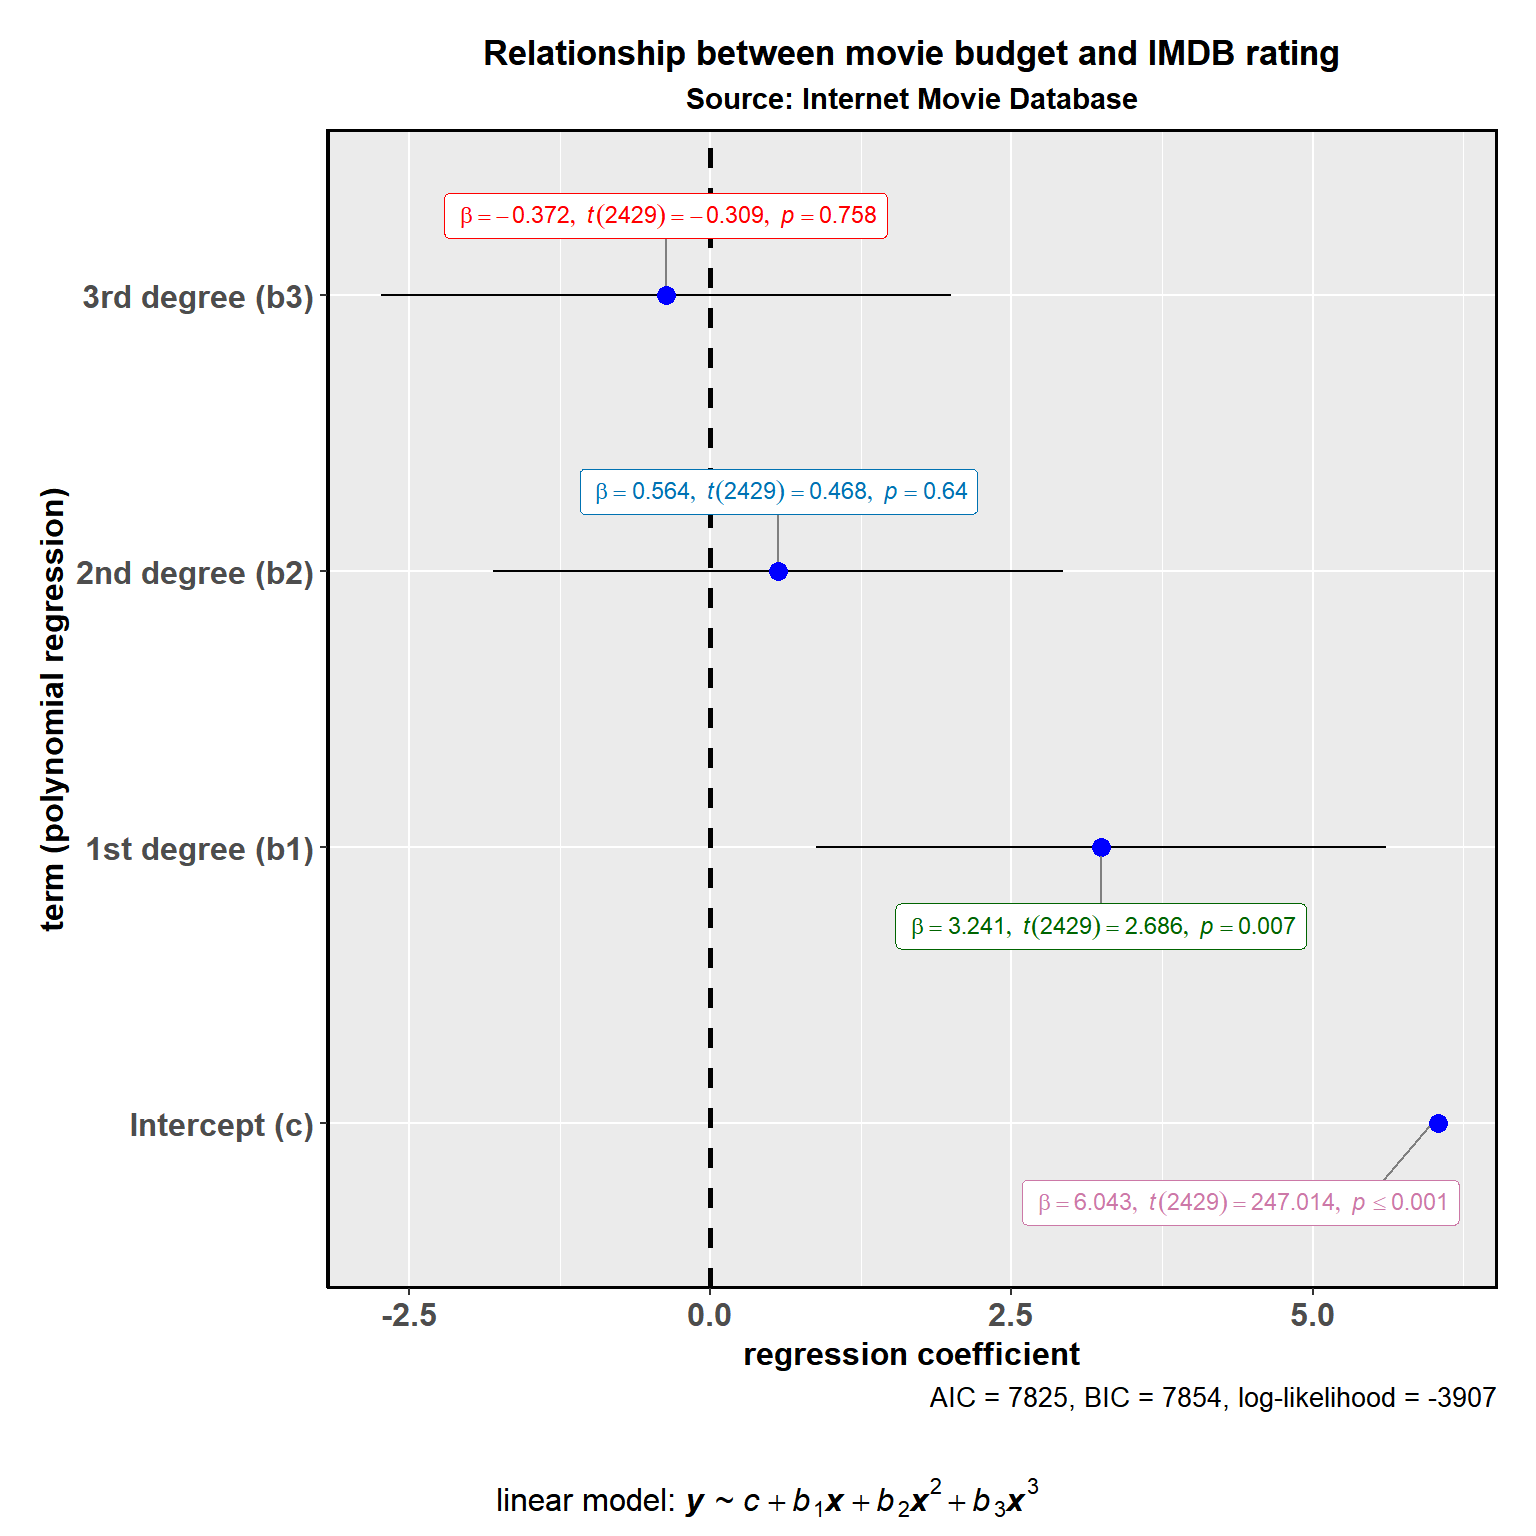 Relationship between movie budget and IMDB rating
Source: Internet Movie Database
term (polynomial regression)
3rd degree (b3)
β = −0.372, t(2429) = −0.309, p = 0.758
2nd degree (b2)
β = 0.564, t(2429) = 0.468, p = 0.64
1st degree (b1)
β = 3.241, t(2429) = 2.686, p = 0.007
Intercept (c)
β = 6.043, t(2429) = 247.014, p ≤ 0.001
-2.5 0.0 2.5 5.0
regression coefficient
AIC = 7825, BIC = 7854, log-likelihood = -3907
linear model: y ~ c + b₁x + b₂x² + b₃x³